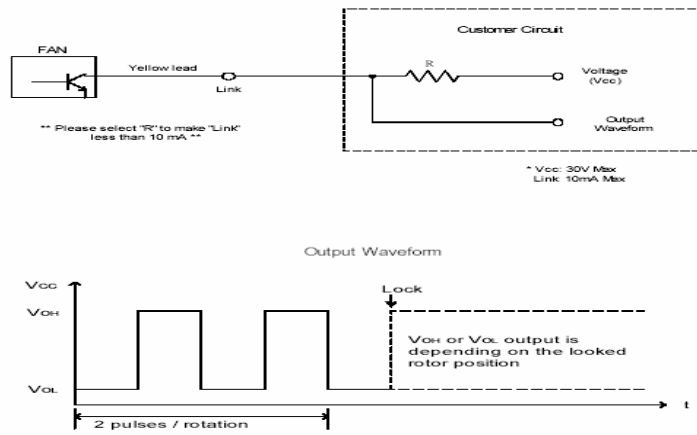 FAN
Yellow lead
Link
** Please select "R" to make "Link"
less than 10 mA **
Customer Circuit
R
Voltage
(Vcc)
Output
Waveform
* Vcc: 30V Max
Link: 10mA Max
Output Waveform
Vcc
VOH
VOL
Lock
VOH or VOL output is
depending on the looked
rotor position
t
2 pulses / rotation